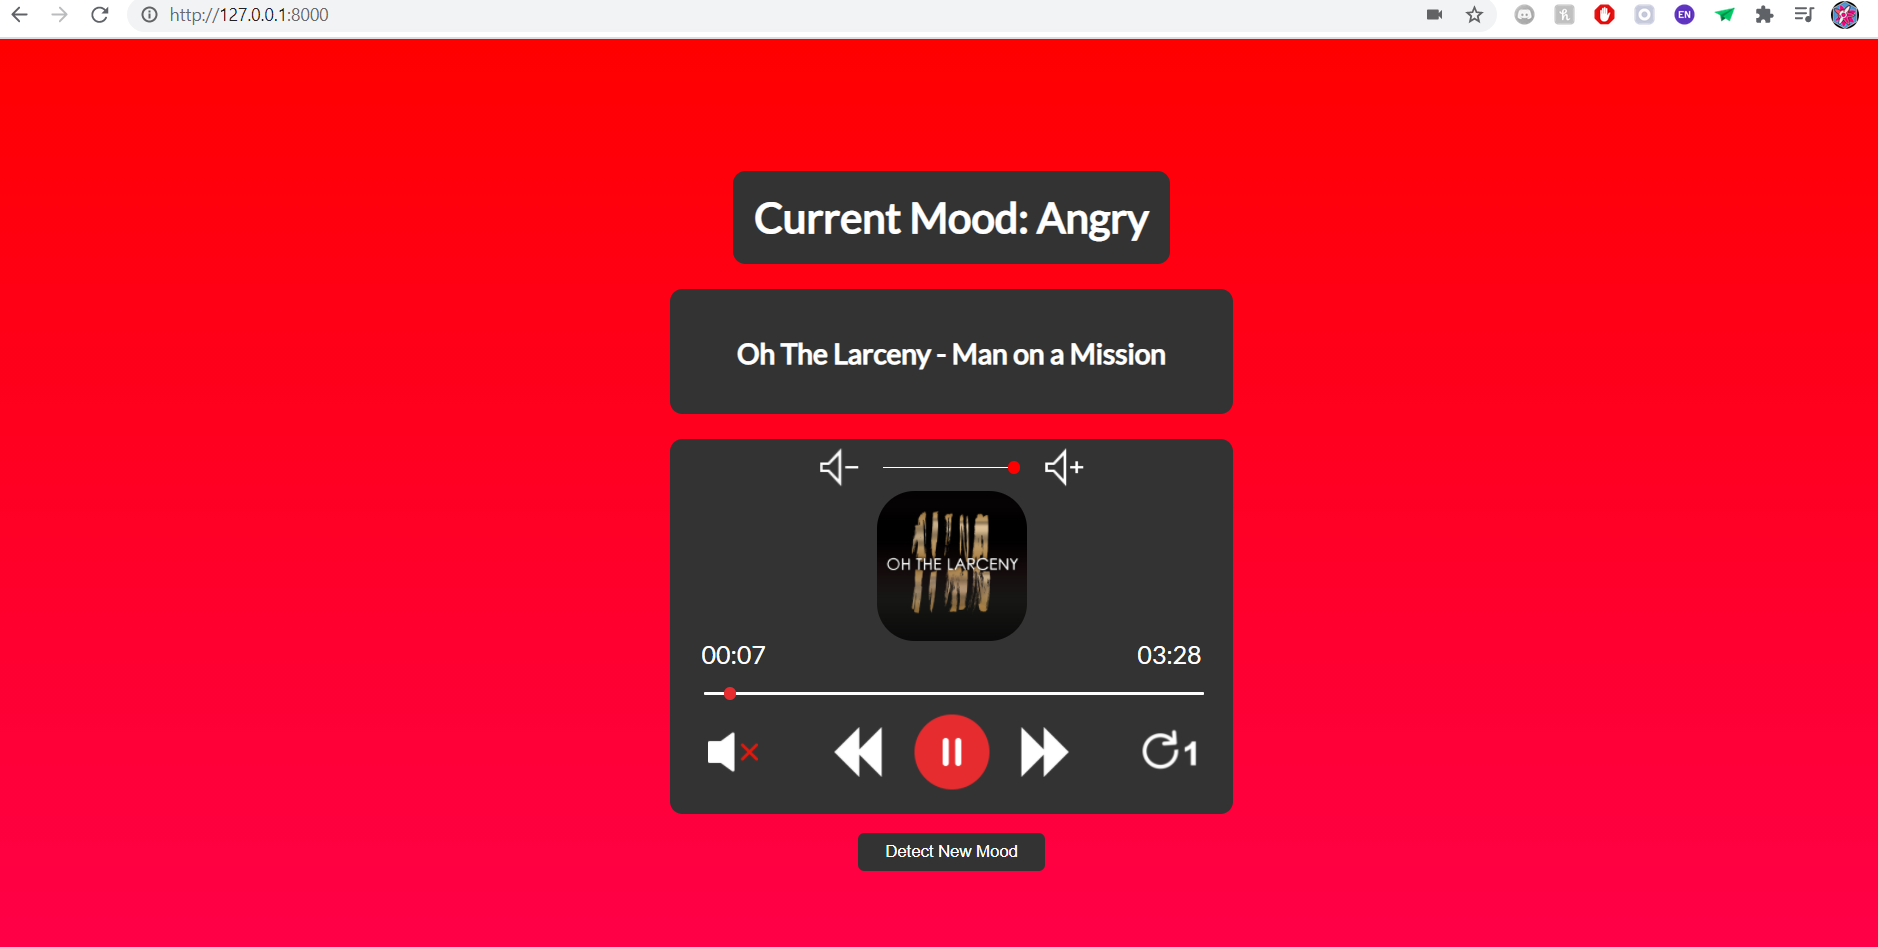 http://127.0.0.1:8000
EN
Current Mood: Angry
Oh The Larceny - Man on a Mission
OH THE LARCENY
00:07 03:28
1
Detect New Mood